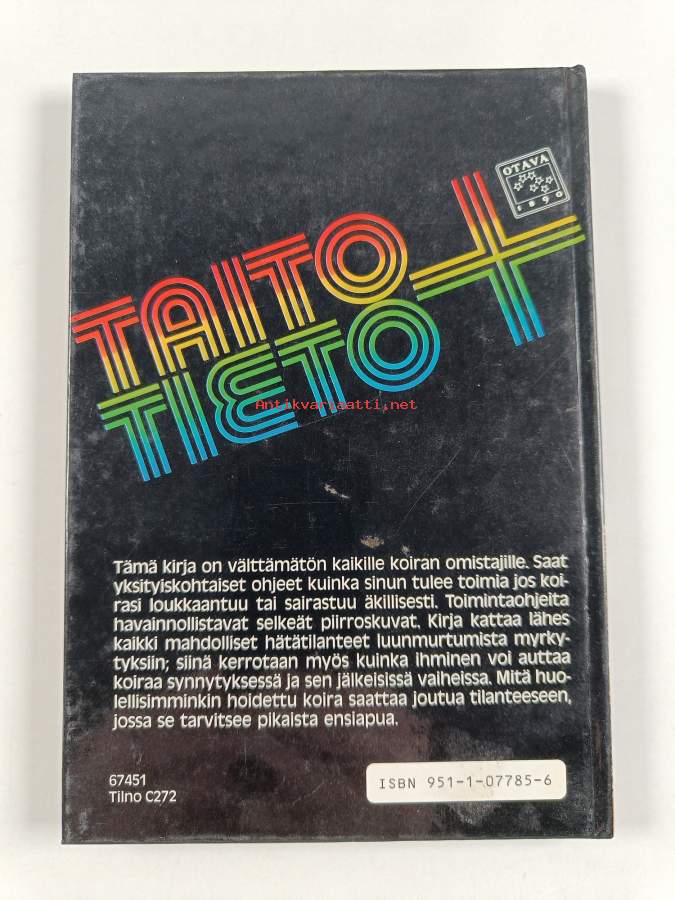 OTAVA
1890
TAITO
TIETO
Antikvariaatti.net
Tämä kirja on välttämätön kaikille koiran omistajille. Saat
yksityiskohtaiset ohjeet kuinka sinun tulee toimia jos koi-
rasi loukkaantuu tai sairastuu äkillisesti. Toimintaohjeita
havainnollistavat selkeät piirroskuvat. Kirja kattaa lähes
kaikki mahdolliset hätätilanteet luunmurtumista myrky-
tyksiin; siinä kerrotaan myös kuinka ihminen voi auttaa
koiraa synnytyksessä ja sen jälkeisissä vaiheissa. Mitä huo-
lellisimminkin hoidettu koira saattaa joutua tilanteeseen,
jossa se tarvitsee pikaista ensiapua.
67451
Tilno C272
ISBN 951-1-07785-6